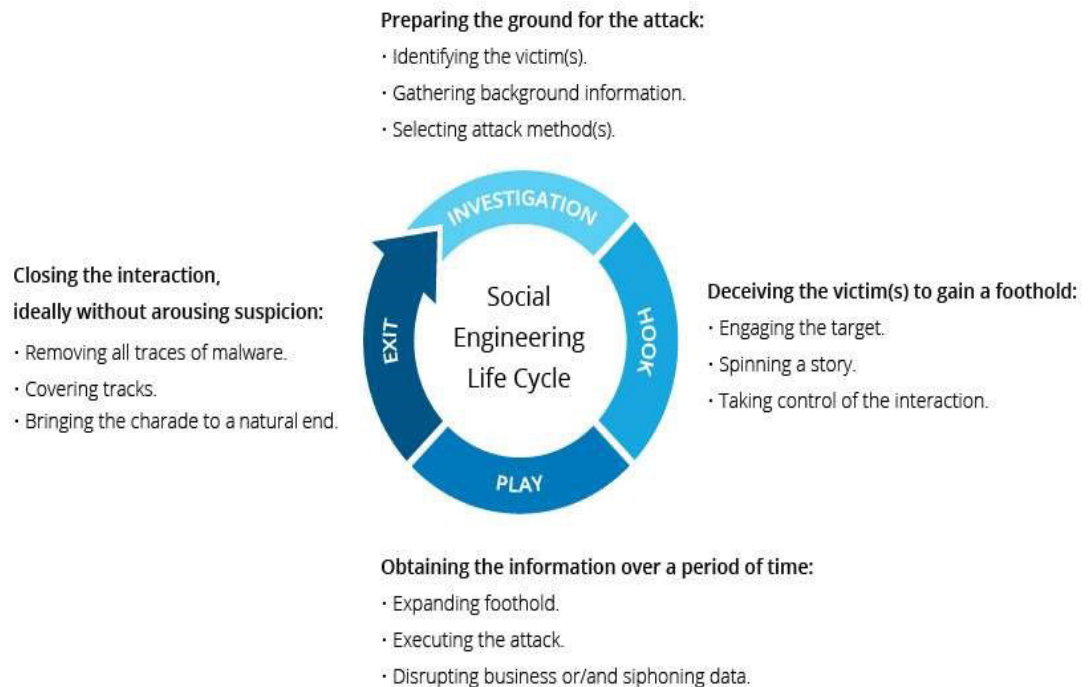 Preparing the ground for the attack:
· Identifying the victim(s).
· Gathering background information.
· Selecting attack method(s).
INVESTIGATION
Closing the interaction,
ideally without arousing suspicion:
· Removing all traces of malware.
· Covering tracks.
· Bringing the charade to a natural end.
EXIT
Social
Engineering
Life Cycle
HOOK
Deceiving the victim(s) to gain a foothold:
· Engaging the target.
· Spinning a story.
· Taking control of the interaction.
PLAY
Obtaining the information over a period of time:
· Expanding foothold.
· Executing the attack.
· Disrupting business or/and siphoning data.